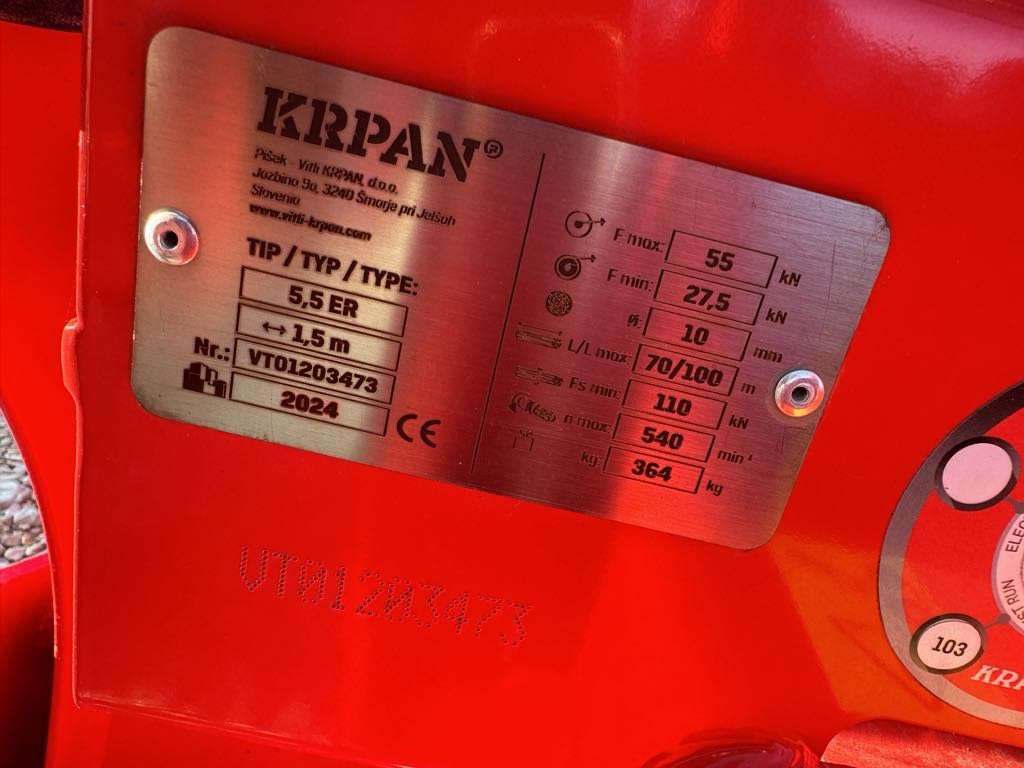 KRPAN®
Pišek - Vitli KRPAN, d.o.o.
Jazbina 9a, 3240 Šmarje pri Jelšah
Slovenia
www.vitli-krpan.com
TIP / TYP / TYPE:
5,5 ER
↔ 1,5 m
Nr.: VT01203473
2024
CE
F max: 55 kN
F min: 27,5 kN
Ø: 10 mm
L/L max: 70/100 m
Fs min: 110 kN
n max: 540 min⁻¹
kg: 364 kg
VT01203473
103